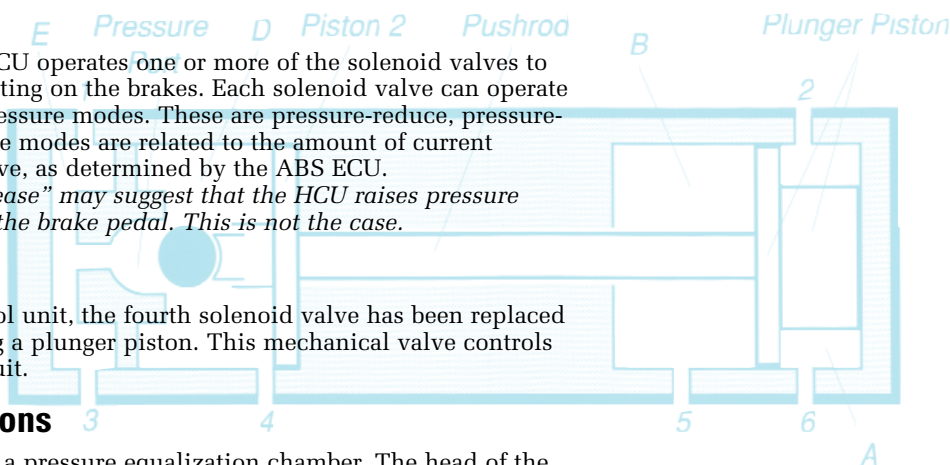 E Pressure Port D Piston 2 Pushrod B Plunger Piston
CU operates one or more of the solenoid valves to
ting on the brakes. Each solenoid valve can operate
essure modes. These are pressure-reduce, pressure-
e modes are related to the amount of current
ve, as determined by the ABS ECU.
ease” may suggest that the HCU raises pressure
the brake pedal. This is not the case.
ol unit, the fourth solenoid valve has been replaced
g a plunger piston. This mechanical valve controls
uit.
ons
a pressure equalization chamber. The head of the
1 2
3 4 5 6
A